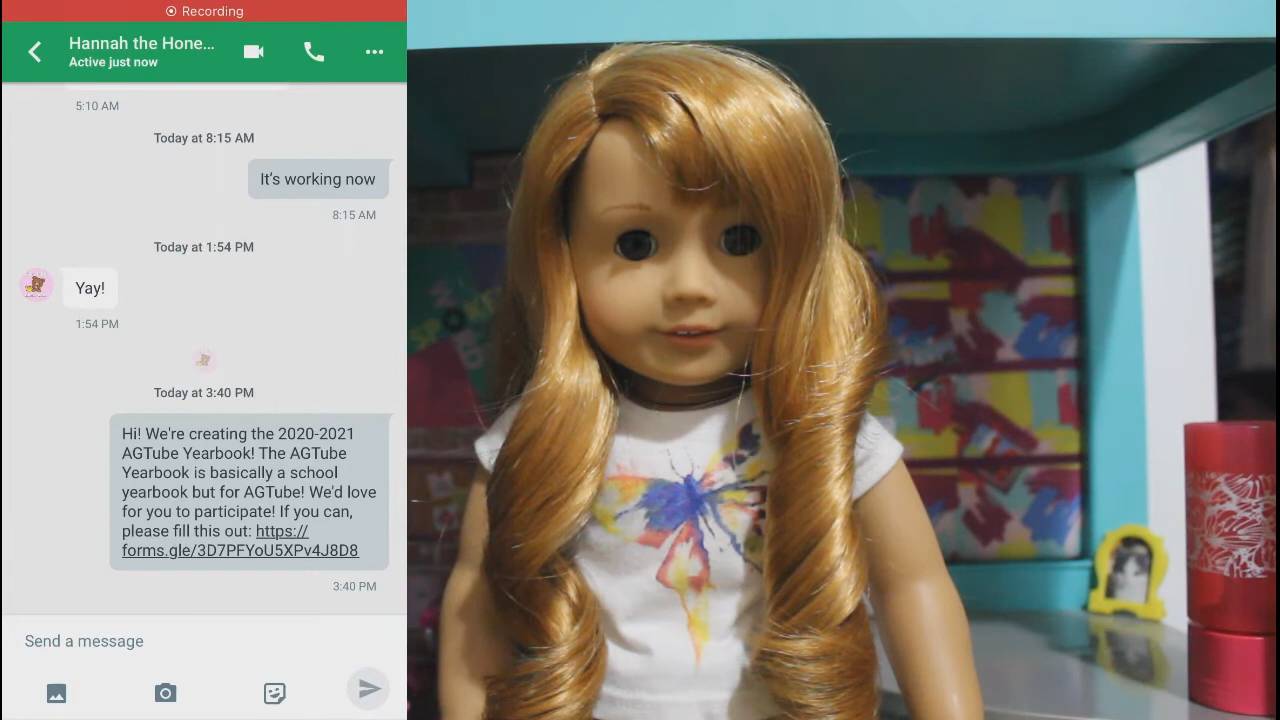 Recording
Hannah the Hone…
Active just now
5:10 AM
Today at 8:15 AM
It’s working now
8:15 AM
Today at 1:54 PM
Yay!
1:54 PM
Today at 3:40 PM
Hi! We're creating the 2020-2021
AGTube Yearbook! The AGTube
Yearbook is basically a school
yearbook but for AGTube! We'd love
for you to participate! If you can,
please fill this out: https://
forms.gle/3D7PFYoU5XPv4J8D8
3:40 PM
Send a message